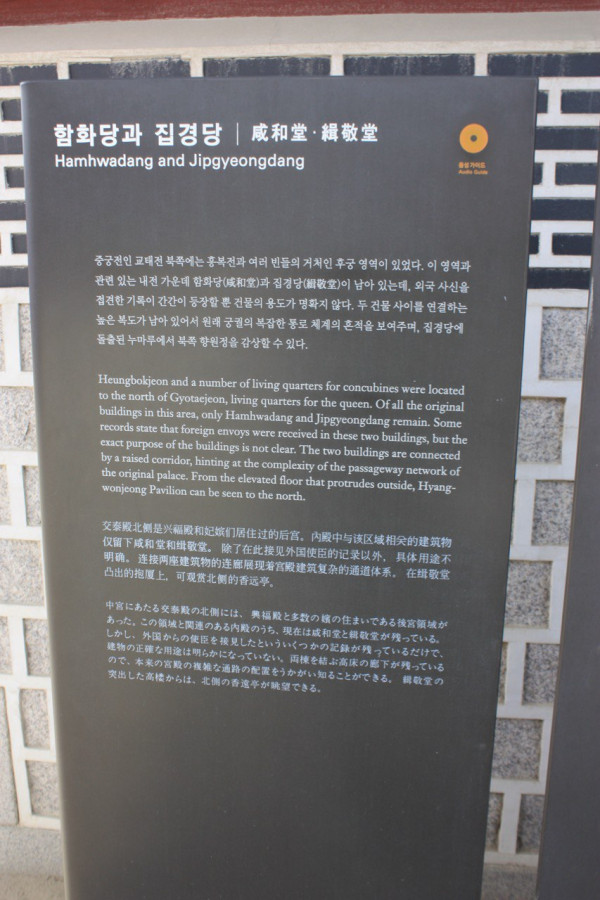 함화당과 집경당 | 咸和堂·緝敬堂
Hamhwadang and Jipgyeongdang
음성 가이드
Audio Guide
중궁전인 교태전 북쪽에는 흥복전과 여러 빈들의 거처인 후궁 영역이 있었다. 이 영역과
관련 있는 내전 가운데 함화당(咸和堂)과 집경당(緝敬堂)이 남아 있는데, 외국 사신을
접견한 기록이 간간이 등장할 뿐 건물의 용도가 명확지 않다. 두 건물 사이를 연결하는
높은 복도가 남아 있어서 원래 궁궐의 복잡한 통로 체계의 흔적을 보여주며, 집경당에
돌출된 누마루에서 북쪽 향원정을 감상할 수 있다.
Heungbokjeon and a number of living quarters for concubines were located
to the north of Gyotaejeon, living quarters for the queen. Of all the original
buildings in this area, only Hamhwadang and Jipgyeongdang remain. Some
records state that foreign envoys were received in these two buildings, but the
exact purpose of the buildings is not clear. The two buildings are connected
by a raised corridor, hinting at the complexity of the passageway network of
the original palace. From the elevated floor that protrudes outside, Hyang-
wonjeong Pavilion can be seen to the north.
交泰殿北侧是兴福殿和妃嫔们居住过的后宫。内殿中与该区域相关的建筑物
仅留下咸和堂和缉敬堂。 除了在此接见外国使臣的记录以外，具体用途不
明确。 连接两座建筑物的连廊展现着宫殿建筑复杂的通道体系。 在缉敬堂
凸出的抱厦上，可观赏北侧的香远亭。
中宮にあたる交泰殿の北側には、興福殿と多数の嬪の住まいである後宮領域が
あった。この領域と関連のある内殿のうち、現在は咸和堂と緝敬堂が残っている。
しかし、外国からの使臣を接見したといういくつかの記録が残っているだけで、
建物の正確な用途は明らかになっていない。両棟を結ぶ高床の廊下が残っている
ので、本来の宮殿の複雑な通路の配置をうかがい知ることができる。 緝敬堂の
突出した高楼からは、北側の香遠亭が眺望できる。